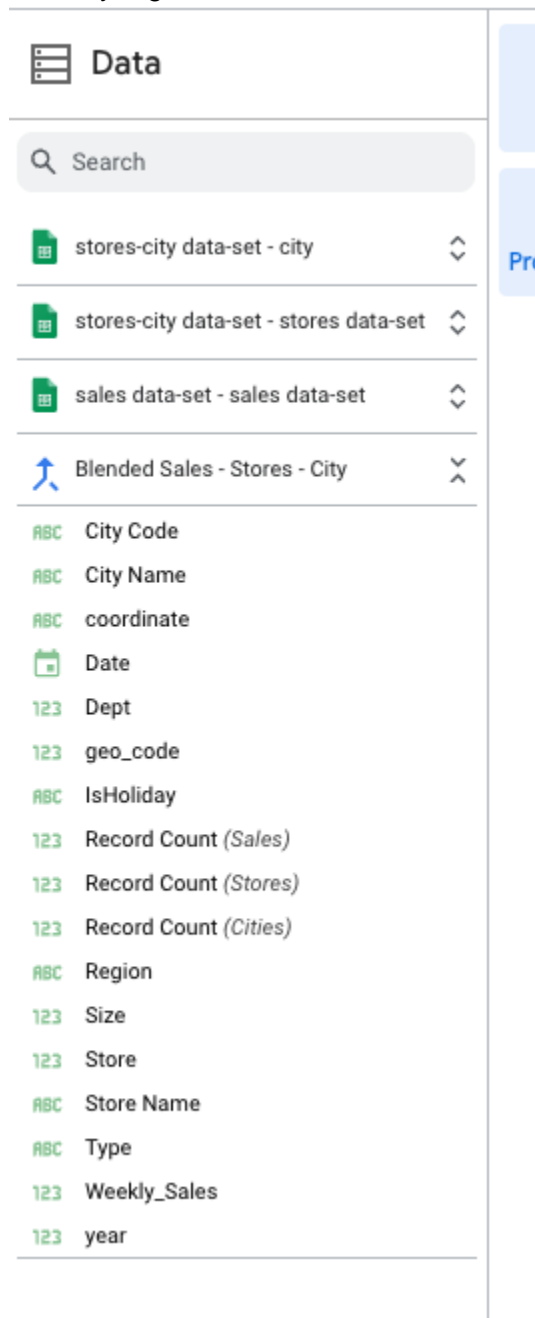 Data
Search
stores-city data-set - city
Pr
stores-city data-set - stores data-set
sales data-set - sales data-set
Blended Sales - Stores - City
ABC City Code
ABC City Name
ABC coordinate
Date
123 Dept
123 geo_code
ABC IsHoliday
123 Record Count (Sales)
123 Record Count (Stores)
123 Record Count (Cities)
ABC Region
123 Size
123 Store
ABC Store Name
ABC Type
123 Weekly_Sales
123 year